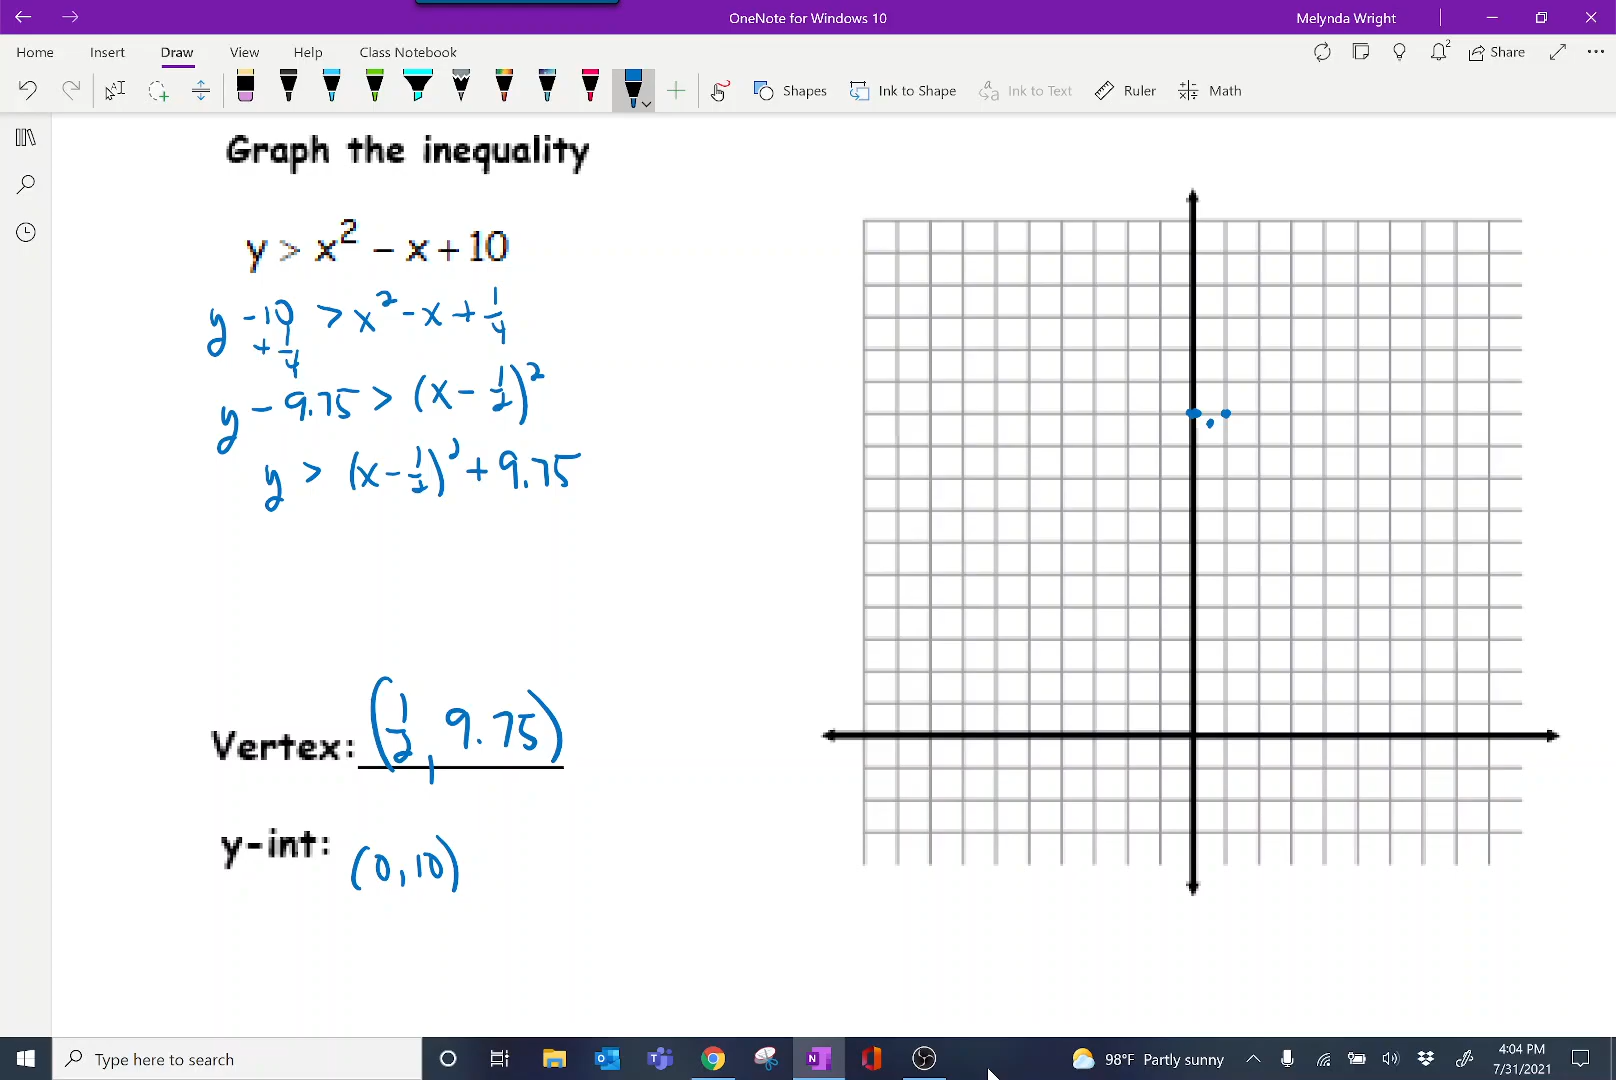 OneNote for Windows 10
Melynda Wright
Home Insert Draw View Help Class Notebook
2 Share
Shapes Ink to Shape Ink to Text Ruler Math
Graph the inequality
y > x² − x + 10
y - 10 > x² - x + 1/4
+ 1/4
y - 9.75 > (x - 1/2)²
y > (x - 1/2)² + 9.75
Vertex: (1/2, 9.75)
y-int: (0, 10)
Type here to search
98°F Partly sunny
4:04 PM
7/31/2021